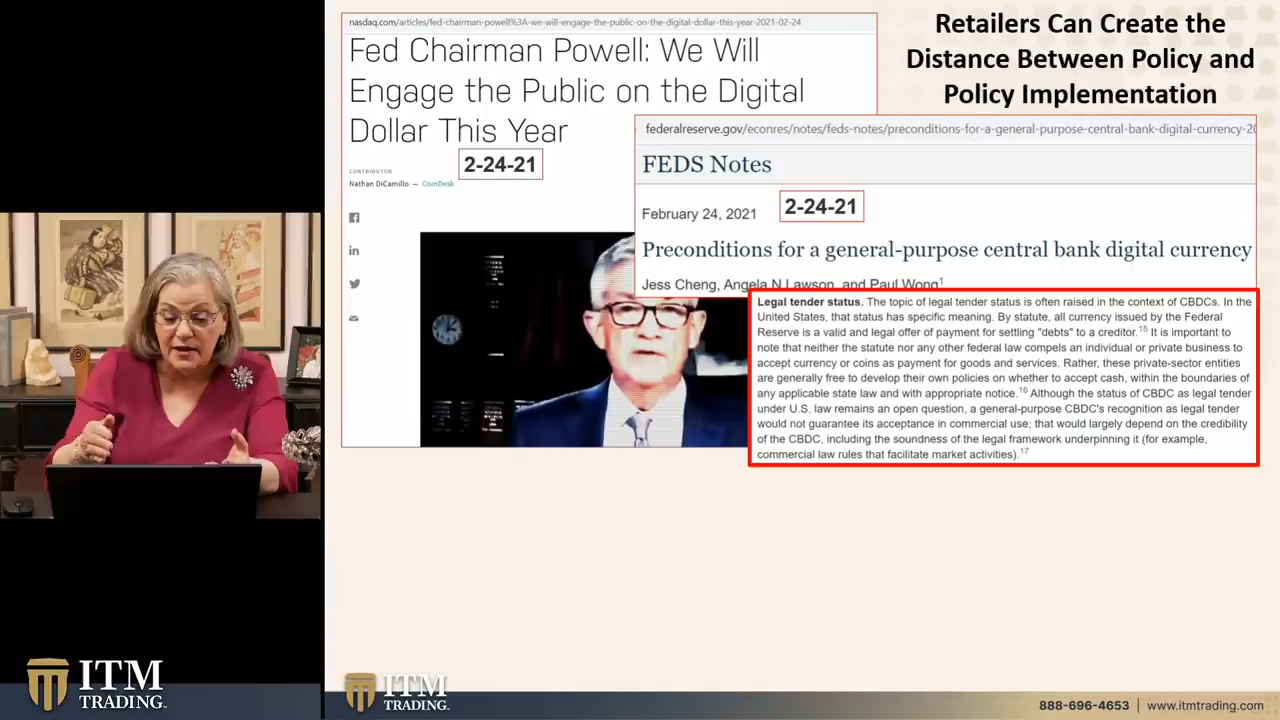 nasdaq.com/articles/fed-chairman-powell%3A-we-will-engage-the-public-on-the-digital-dollar-this-year-2021-02-24
Fed Chairman Powell: We Will
Engage the Public on the Digital
Dollar This Year
2-24-21
CONTRIBUTOR
Nathan DiCamillo — CoinDesk
Retailers Can Create the
Distance Between Policy and
Policy Implementation
federalreserve.gov/econres/notes/feds-notes/preconditions-for-a-general-purpose-central-bank-digital-currency-20
FEDS Notes
February 24, 2021
2-24-21
Preconditions for a general-purpose central bank digital currency
Jess Cheng, Angela N Lawson, and Paul Wong1
Legal tender status. The topic of legal tender status is often raised in the context of CBDCs. In the
United States, that status has specific meaning. By statute, all currency issued by the Federal
Reserve is a valid and legal offer of payment for settling "debts" to a creditor.15 It is important to
note that neither the statute nor any other federal law compels an individual or private business to
accept currency or coins as payment for goods and services. Rather, these private-sector entities
are generally free to develop their own policies on whether to accept cash, within the boundaries of
any applicable state law and with appropriate notice.16 Although the status of CBDC as legal tender
under U.S. law remains an open question, a general-purpose CBDC's recognition as legal tender
would not guarantee its acceptance in commercial use; that would largely depend on the credibility
of the CBDC, including the soundness of the legal framework underpinning it (for example,
commercial law rules that facilitate market activities).17
ITM
TRADING
ITM
TRADING
888-696-4653 | www.itmtrading.com